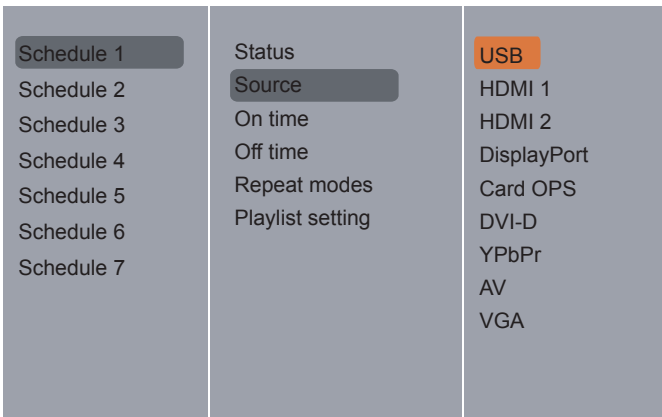 Schedule 1
Schedule 2
Schedule 3
Schedule 4
Schedule 5
Schedule 6
Schedule 7
Status
Source
On time
Off time
Repeat modes
Playlist setting
USB
HDMI 1
HDMI 2
DisplayPort
Card OPS
DVI-D
YPbPr
AV
VGA